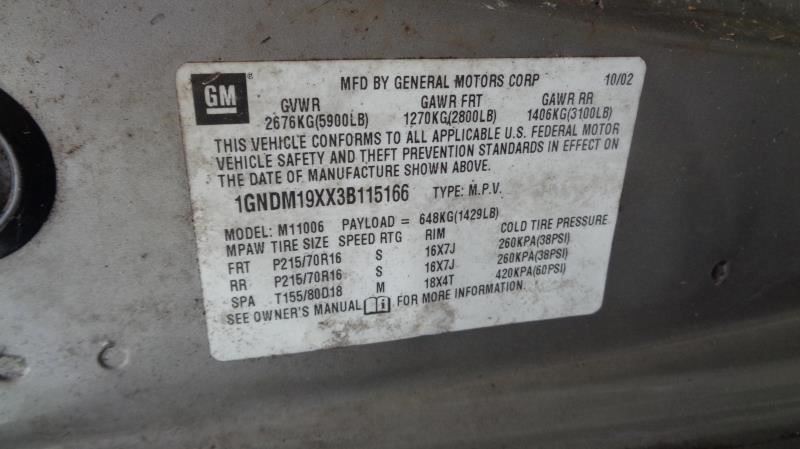 GM ® MFD BY GENERAL MOTORS CORP 10/02
GVWR GAWR FRT GAWR RR
2676KG(5900LB) 1270KG(2800LB) 1406KG(3100LB)
THIS VEHICLE CONFORMS TO ALL APPLICABLE U.S. FEDERAL MOTOR
VEHICLE SAFETY AND THEFT PREVENTION STANDARDS IN EFFECT ON
THE DATE OF MANUFACTURE SHOWN ABOVE.
1GNDM19XX3B115166 TYPE: M.P.V.
MODEL: M11006 PAYLOAD = 648KG(1429LB)
MPAW TIRE SIZE SPEED RTG RIM COLD TIRE PRESSURE
FRT P215/70R16 S 16X7J 260KPA(38PSI)
RR P215/70R16 S 16X7J 260KPA(38PSI)
SPA T155/80D18 M 18X4T 420KPA(60PSI)
SEE OWNER'S MANUAL FOR MORE INFORMATION.